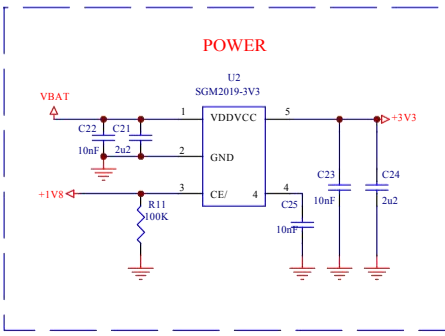 POWER
U2
SGM2019-3V3
VBAT
1
VDDVCC
5
+3V3
C22
C21
10nF
2u2
2
GND
C23
C24
+1V8
3
CE/
4
4
10nF
2u2
R11
100K
C25
10nF